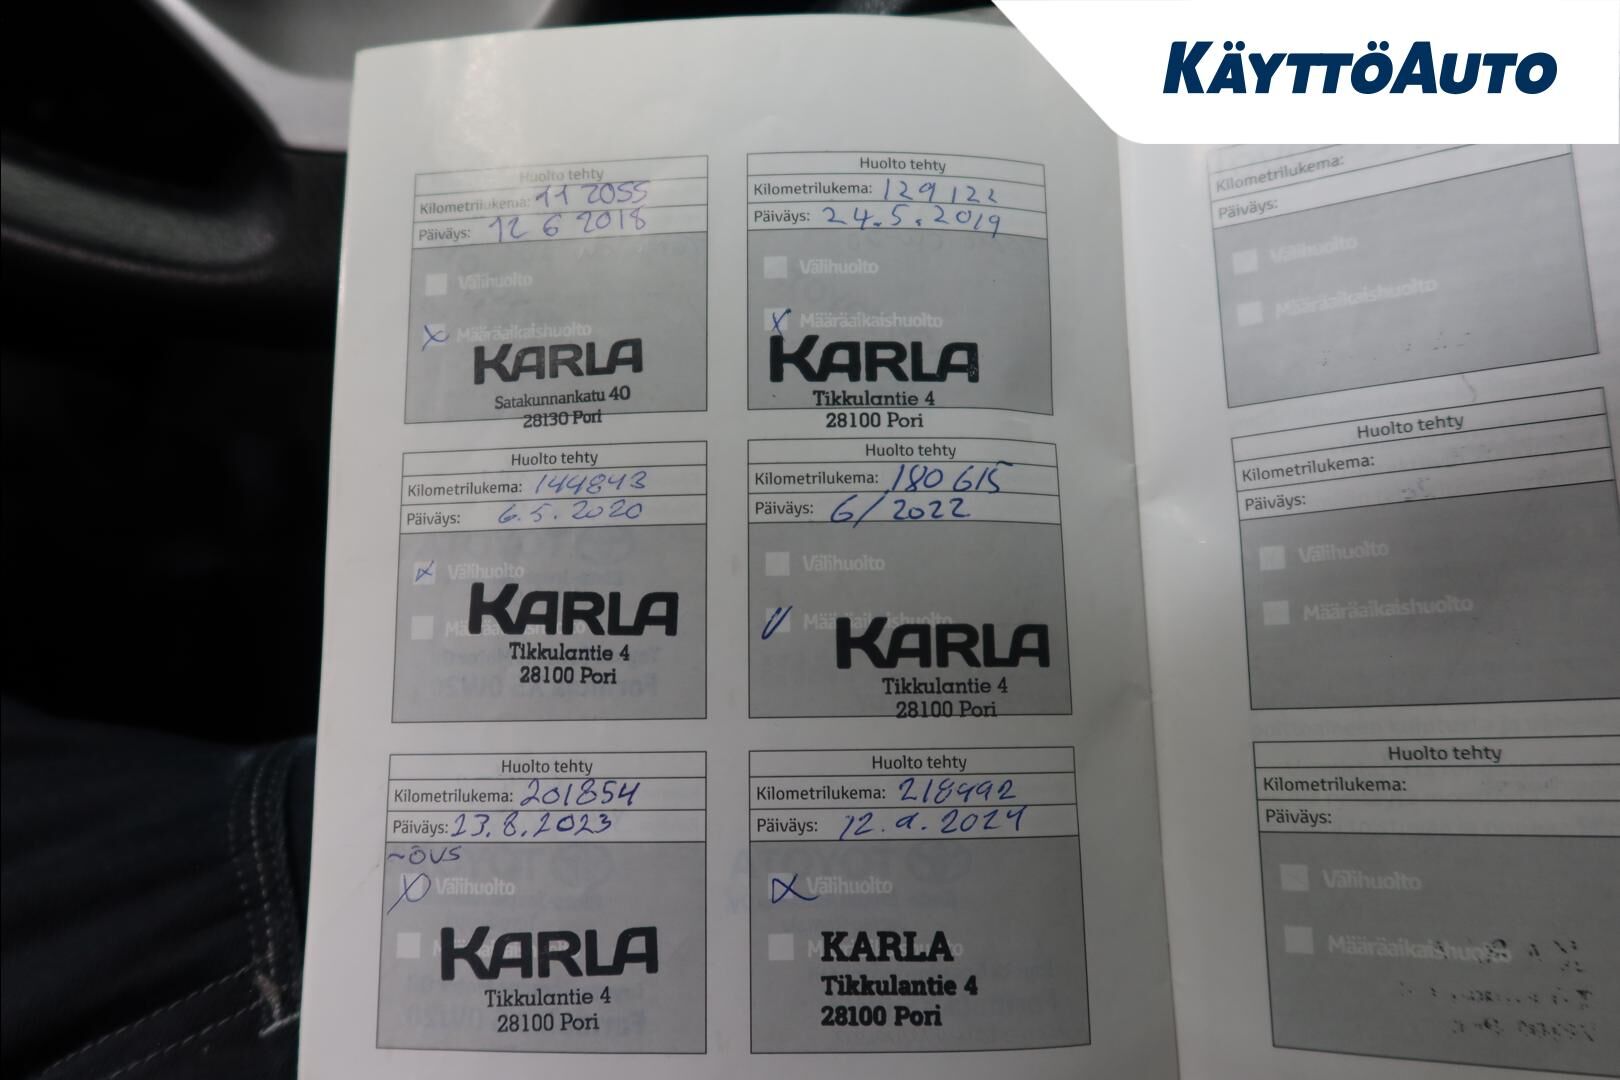 KÄYTTÖAUTO
Huolto tehty
Kilometrilukema: 112055
Päiväys: 12 6 2018
Välihuolto
x Määräaikaishuolto
KARLA
Satakunnankatu 40
28130 Pori
Huolto tehty
Kilometrilukema: 129122
Päiväys: 24.5.2019
Välihuolto
x Määräaikaishuolto
KARLA
Tikkulantie 4
28100 Pori
Huolto tehty
Kilometrilukema: 144843
Päiväys: 6.5.2020
x Välihuolto
KARLA
Tikkulantie 4
28100 Pori
Huolto tehty
Kilometrilukema: 180615
Päiväys: 6/2022
Välihuolto
Määräaikaishuolto
KARLA
Tikkulantie 4
28100 Pori
Huolto tehty
Kilometrilukema: 201854
Päiväys: 23.8.2023
~ÖVS
x Välihuolto
KARLA
Tikkulantie 4
28100 Pori
Huolto tehty
Kilometrilukema: 218492
Päiväys: 12.9.2024
x Välihuolto
KARLA
Tikkulantie 4
28100 Pori
Kilometrilukema:
Päiväys:
Välihuolto
Määräaikaishuolto
Huolto tehty
Kilometrilukema:
Päiväys:
Välihuolto
Määräaikaishuolto
Huolto tehty
Kilometrilukema:
Päiväys:
Välihuolto
Määräaikaishuolto